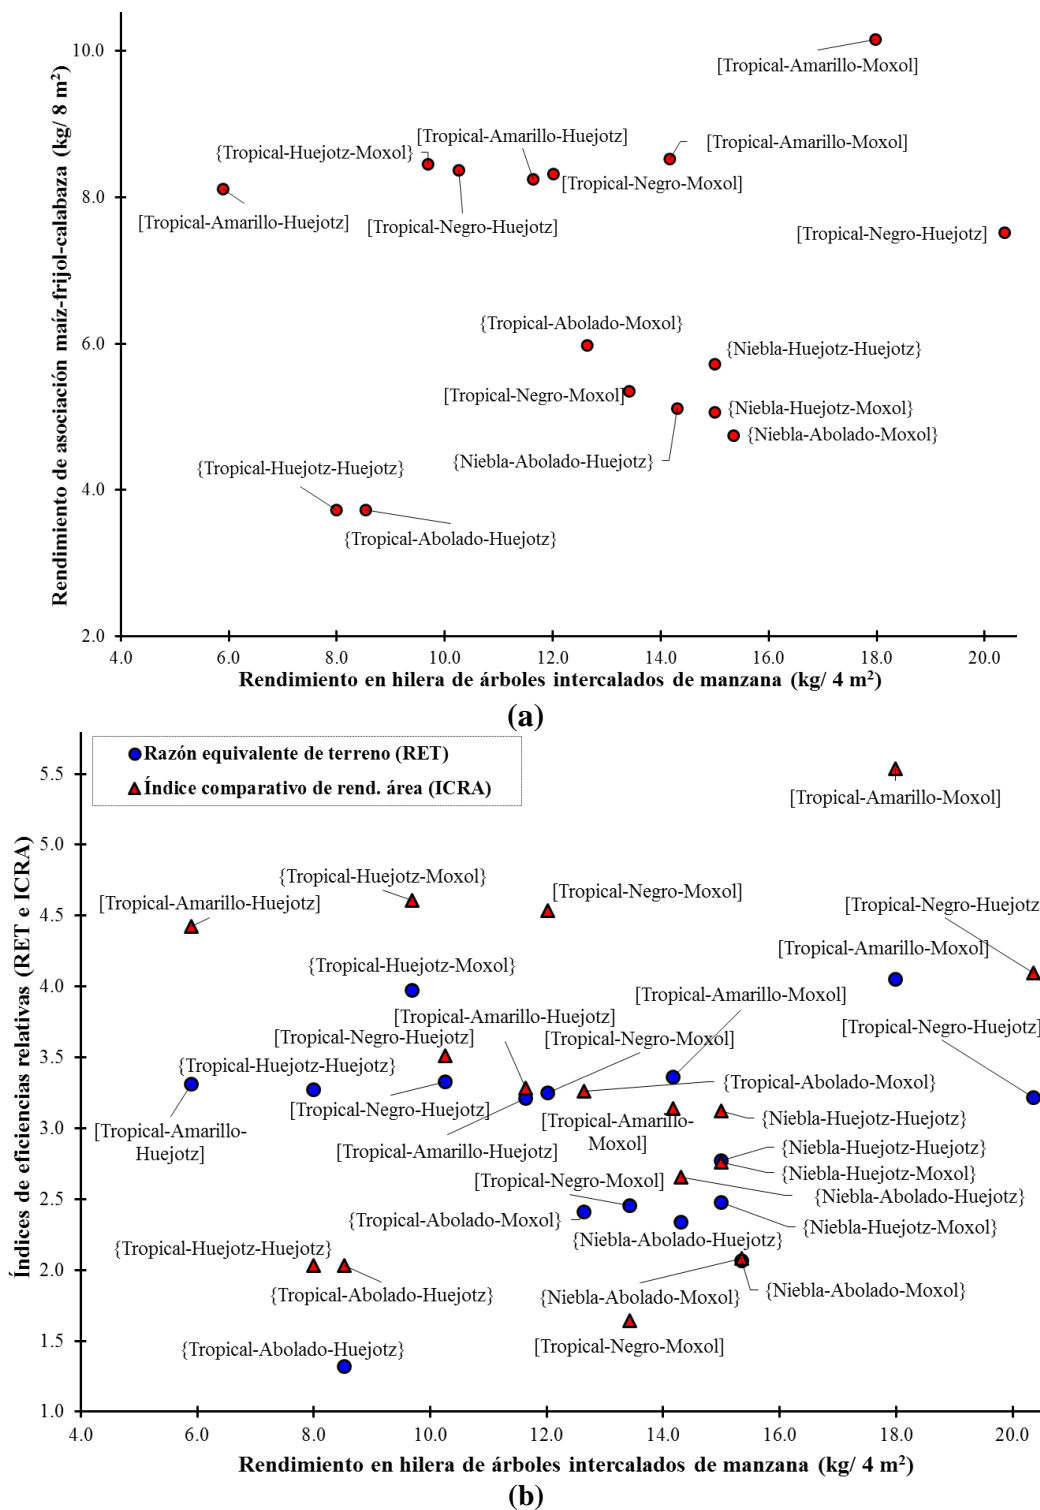 Rendimiento de asociación maíz-frijol-calabaza (kg/ 8 m²)
10.0
8.0
6.0
4.0
2.0
[Tropical-Amarillo-Moxol]
[Tropical-Amarillo-Huejotz]
[Tropical-Amarillo-Moxol]
{Tropical-Huejotz-Moxol}
[Tropical-Negro-Moxol]
[Tropical-Amarillo-Huejotz]
[Tropical-Negro-Huejotz]
[Tropical-Negro-Huejotz]
{Tropical-Abolado-Moxol}
{Niebla-Huejotz-Huejotz}
[Tropical-Negro-Moxol]
{Niebla-Huejotz-Moxol}
{Niebla-Abolado-Moxol}
{Niebla-Abolado-Huejotz}
{Tropical-Huejotz-Huejotz}
{Tropical-Abolado-Huejotz}
4.0 6.0 8.0 10.0 12.0 14.0 16.0 18.0 20.0
Rendimiento en hilera de árboles intercalados de manzana (kg/ 4 m²)
(a)
Razón equivalente de terreno (RET)
Índice comparativo de rend. área (ICRA)
Índices de eficiencias relativas (RET e ICRA)
5.5
5.0
4.5
4.0
3.5
3.0
2.5
2.0
1.5
1.0
[Tropical-Amarillo-Moxol]
{Tropical-Huejotz-Moxol}
[Tropical-Negro-Moxol]
[Tropical-Amarillo-Huejotz]
[Tropical-Negro-Huejotz
[Tropical-Amarillo-Moxol]
{Tropical-Huejotz-Moxol}
[Tropical-Amarillo-Moxol]
[Tropical-Amarillo-Huejotz]
[Tropical-Negro-Huejotz]
[Tropical-Negro-Huejotz]
[Tropical-Negro-Moxol]
{Tropical-Huejotz-Huejotz}
{Tropical-Abolado-Moxol}
[Tropical-Negro-Huejotz]
[Tropical-Amarillo-
Moxol]
{Niebla-Huejotz-Huejotz}
[Tropical-Amarillo-
Huejotz]
[Tropical-Amarillo-Huejotz]
{Niebla-Huejotz-Huejotz}
{Niebla-Huejotz-Moxol}
[Tropical-Negro-Moxol]
{Niebla-Abolado-Huejotz}
{Tropical-Abolado-Moxol}
{Niebla-Huejotz-Moxol}
{Niebla-Abolado-Huejotz}
{Tropical-Huejotz-Huejotz}
{Tropical-Abolado-Huejotz}
{Niebla-Abolado-Moxol}
{Niebla-Abolado-Moxol}
[Tropical-Negro-Moxol]
{Tropical-Abolado-Huejotz}
4.0 6.0 8.0 10.0 12.0 14.0 16.0 18.0 20.0
Rendimiento en hilera de árboles intercalados de manzana (kg/ 4 m²)
(b)